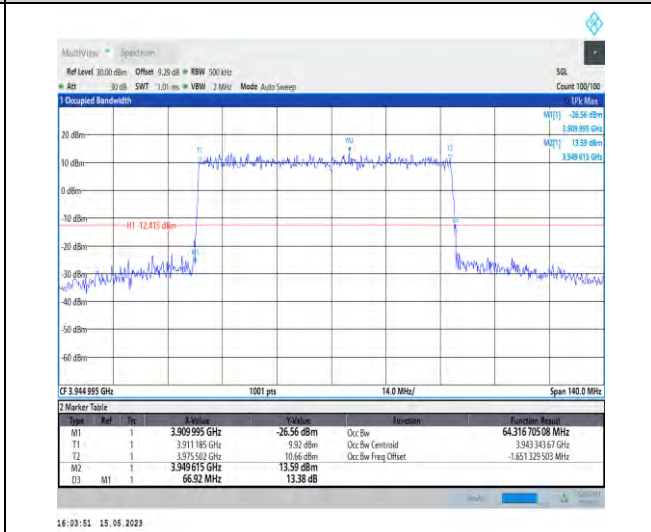 MultiView Spectrum
Ref Level 30.00 dBm Offset 9.29 dB RBW 500 kHz SGL
Att 30 dB SWT 1.01 ms VBW 2 MHz Mode Auto Sweep Count 100/100
1 Occupied Bandwidth 1Pk Max
M1[1] -26.56 dBm
3.909 995 GHz
M2[1] 13.59 dBm
3.949 615 GHz
20 dBm
T1 M2 T2
10 dBm
0 dBm
-10 dBm
H1 -12.415 dBm
-20 dBm
-30 dBm
-40 dBm
-50 dBm
-60 dBm
CF 3.944 995 GHz 1001 pts 14.0 MHz/ Span 140.0 MHz
2 Marker Table
Type Ref Trc X-Value Y-Value Function Function Result
M1 1 3.909 995 GHz -26.56 dBm Occ Bw 64.316 705 08 MHz
T1 1 3.911 185 GHz 9.92 dBm Occ Bw Centroid 3.943 343 67 GHz
T2 1 3.975 502 GHz 10.66 dBm Occ Bw Freq Offset -1.651 329 503 MHz
M2 1 3.949 615 GHz 13.59 dBm
D3 M1 1 66.92 MHz 13.38 dB
16:03:51 15.05.2023